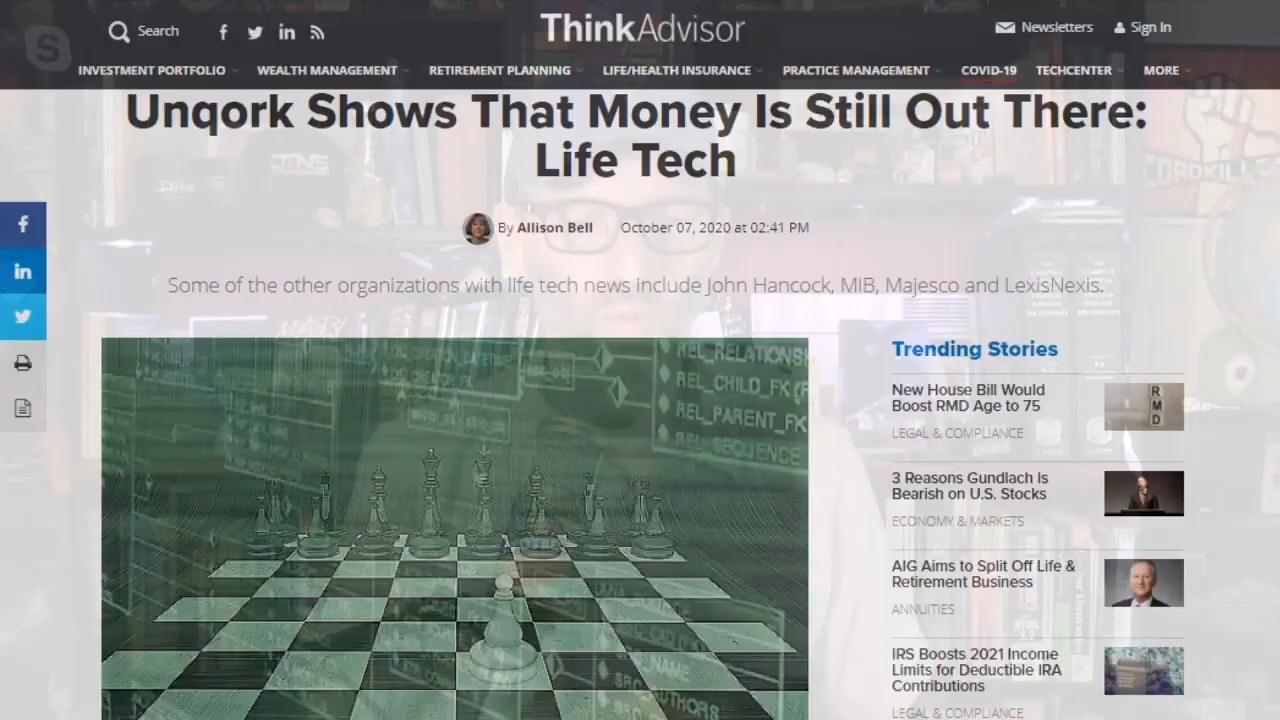 Search
ThinkAdvisor
Newsletters
Sign In
INVESTMENT PORTFOLIO
WEALTH MANAGEMENT
RETIREMENT PLANNING
LIFE/HEALTH INSURANCE
PRACTICE MANAGEMENT
COVID-19
TECHCENTER
MORE
Unqork Shows That Money Is Still Out There:
Life Tech
By Allison Bell
October 07, 2020 at 02:41 PM
Some of the other organizations with life tech news include John Hancock, MIB, Majesco and LexisNexis.
REL_CHILD_FK
REL_PARENT_FK
REL_SEQUENCE
Trending Stories
New House Bill Would
Boost RMD Age to 75
LEGAL & COMPLIANCE
RMD
3 Reasons Gundlach Is
Bearish on U.S. Stocks
ECONOMY & MARKETS
AIG Aims to Split Off Life &
Retirement Business
ANNUITIES
IRS Boosts 2021 Income
Limits for Deductible IRA
Contributions
LEGAL & COMPLIANCE